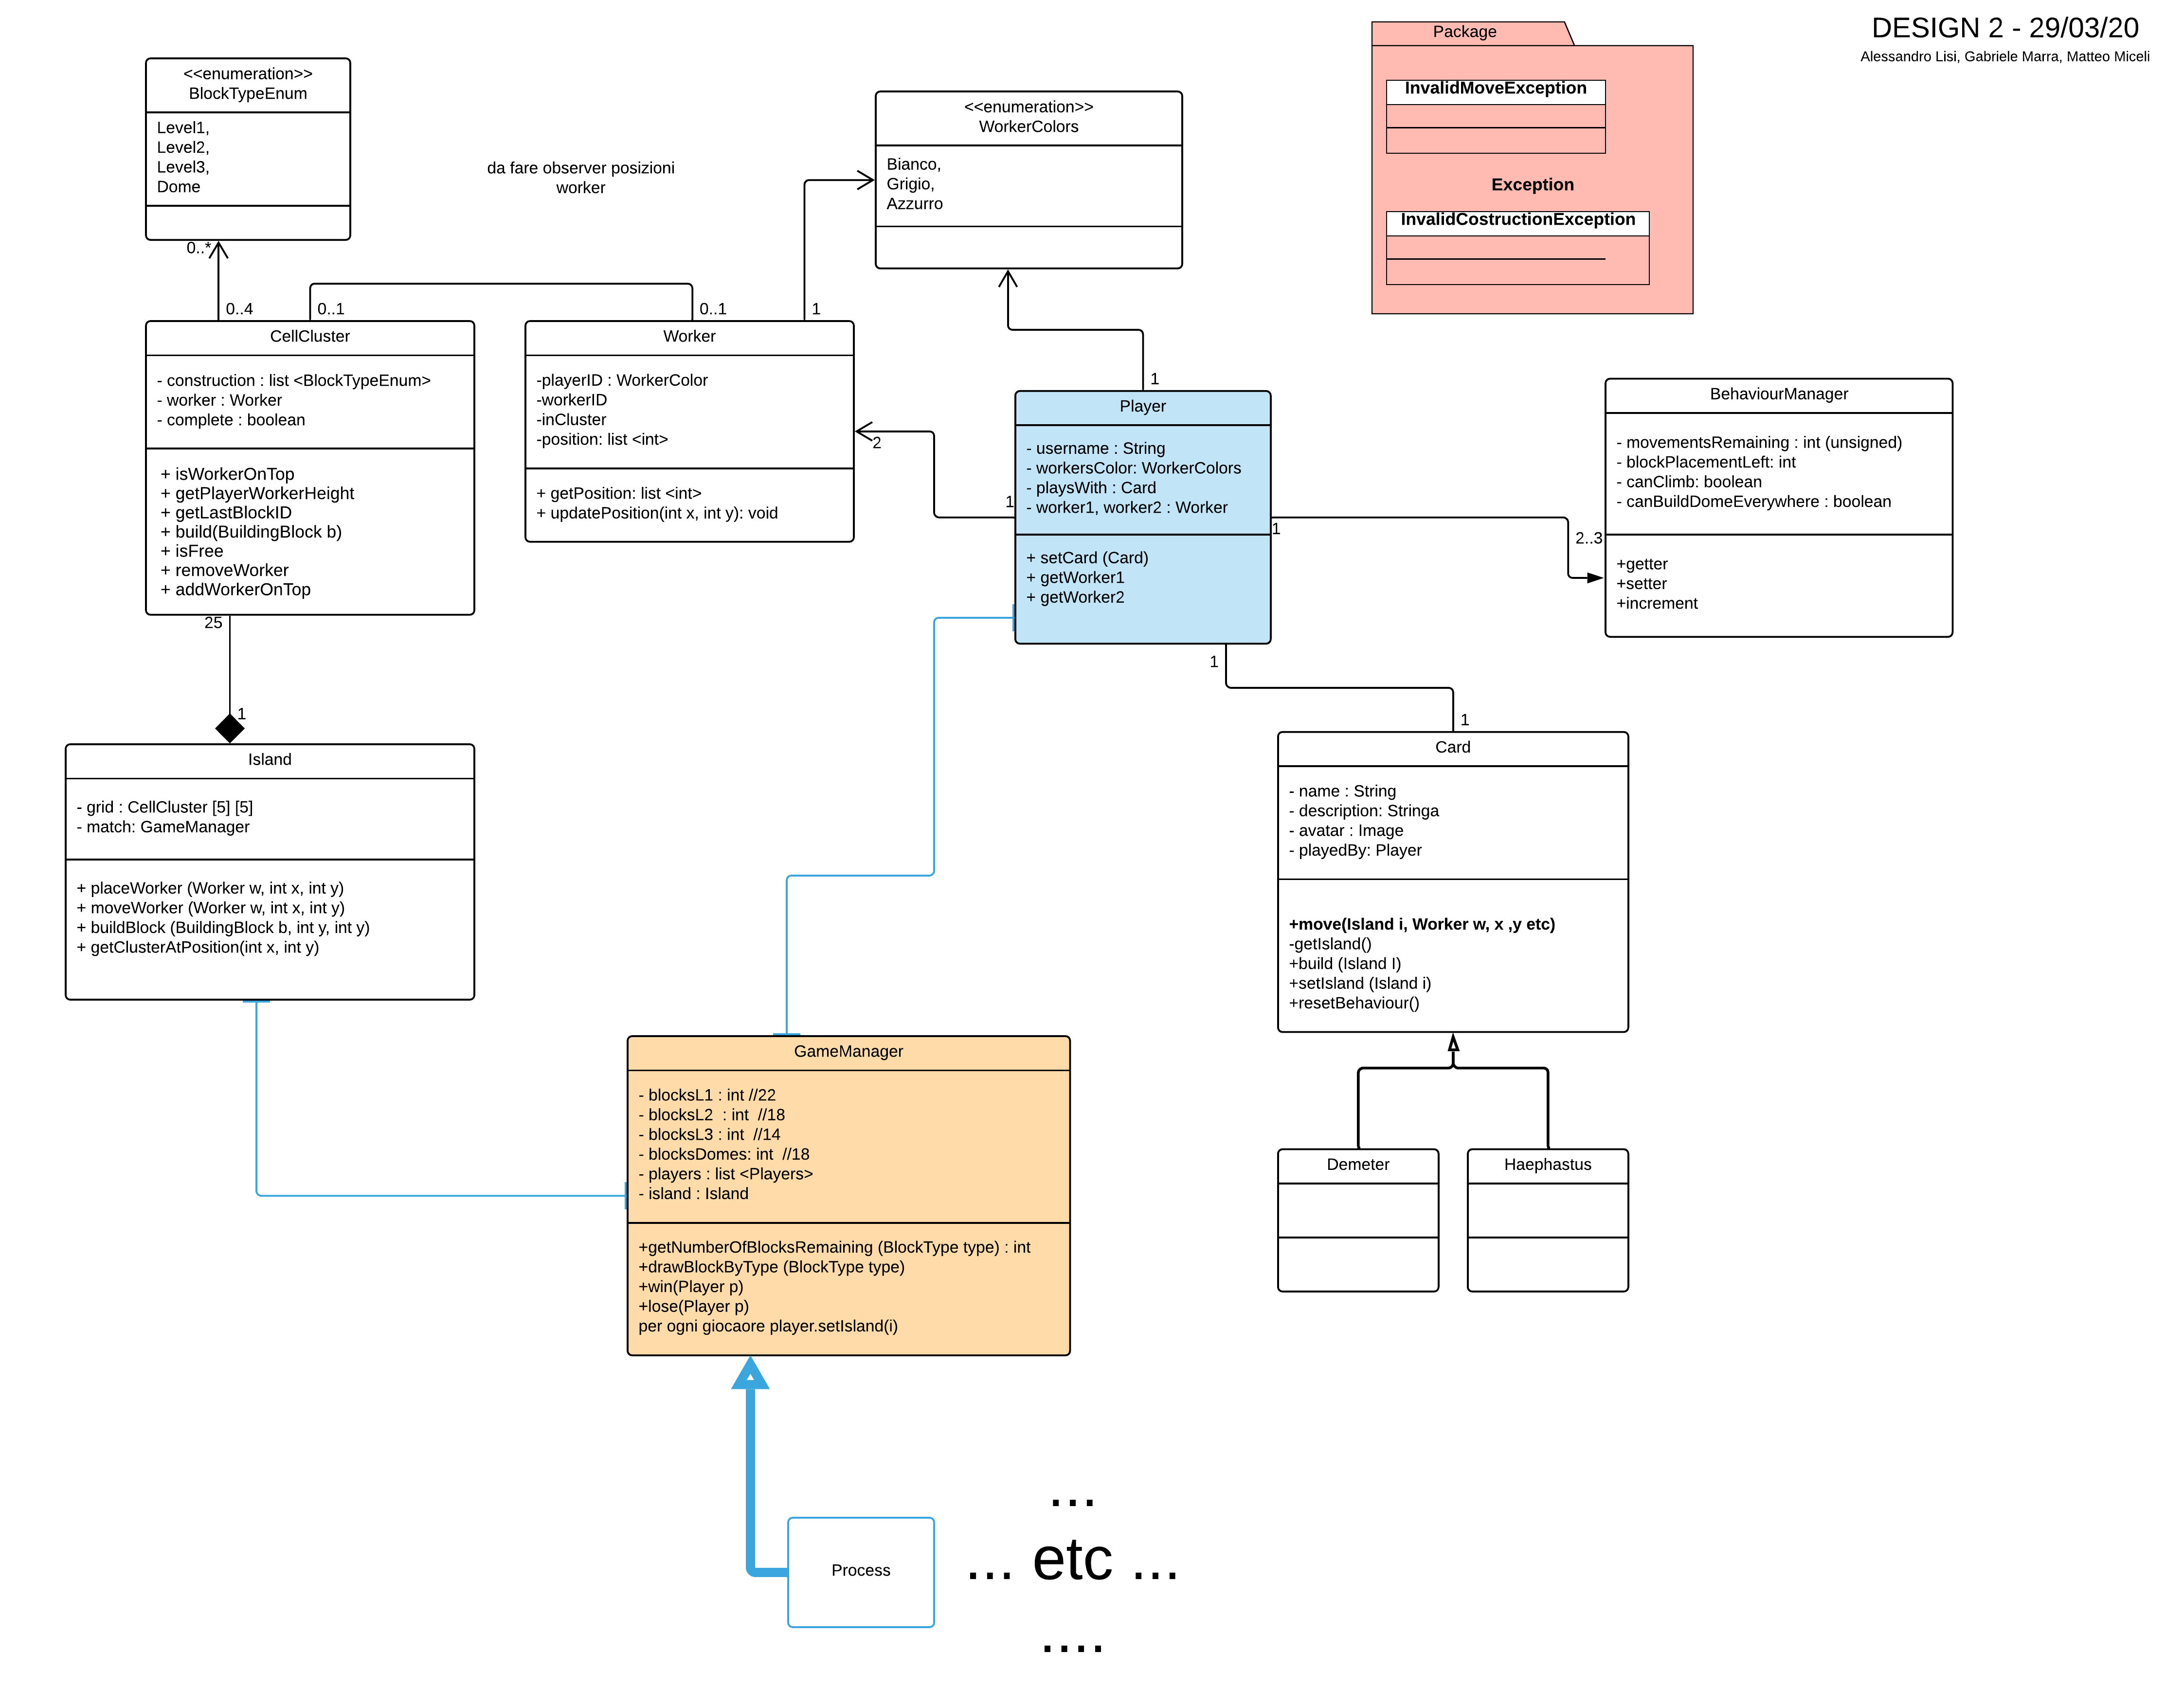 DESIGN 2 - 29/03/20
Alessandro Lisi, Gabriele Marra, Matteo Miceli
Package
InvalidMoveException
Exception
InvalidCostructionException
<<enumeration>>
BlockTypeEnum
Level1,
Level2,
Level3,
Dome
0..*
da fare observer posizioni
worker
<<enumeration>>
WorkerColors
Bianco,
Grigio,
Azzurro
0..4
0..1
0..1
1
CellCluster
- construction : list <BlockTypeEnum>
- worker : Worker
- complete : boolean
+ isWorkerOnTop
+ getPlayerWorkerHeight
+ getLastBlockID
+ build(BuildingBlock b)
+ isFree
+ removeWorker
+ addWorkerOnTop
25
1
Worker
-playerID : WorkerColor
-workerID
-inCluster
-position: list <int>
+ getPosition: list <int>
+ updatePosition(int x, int y): void
2
1
1
Player
- username : String
- workersColor: WorkerColors
- playsWith : Card
- worker1, worker2 : Worker
+ setCard (Card)
+ getWorker1
+ getWorker2
1
2..3
BehaviourManager
- movementsRemaining : int (unsigned)
- blockPlacementLeft: int
- canClimb: boolean
- canBuildDomeEverywhere : boolean
+getter
+setter
+increment
1
1
Island
- grid : CellCluster [5] [5]
- match: GameManager
+ placeWorker (Worker w, int x, int y)
+ moveWorker (Worker w, int x, int y)
+ buildBlock (BuildingBlock b, int y, int y)
+ getClusterAtPosition(int x, int y)
Card
- name : String
- description: Stringa
- avatar : Image
- playedBy: Player
+move(Island i, Worker w, x ,y etc)
-getIsland()
+build (Island I)
+setIsland (Island i)
+resetBehaviour()
GameManager
- blocksL1 : int //22
- blocksL2  : int  //18
- blocksL3 : int  //14
- blocksDomes: int  //18
- players : list <Players>
- island : Island
+getNumberOfBlocksRemaining (BlockType type) : int
+drawBlockByType (BlockType type)
+win(Player p)
+lose(Player p)
per ogni giocaore player.setIsland(i)
Demeter
Haephastus
Process
...
... etc ...
....